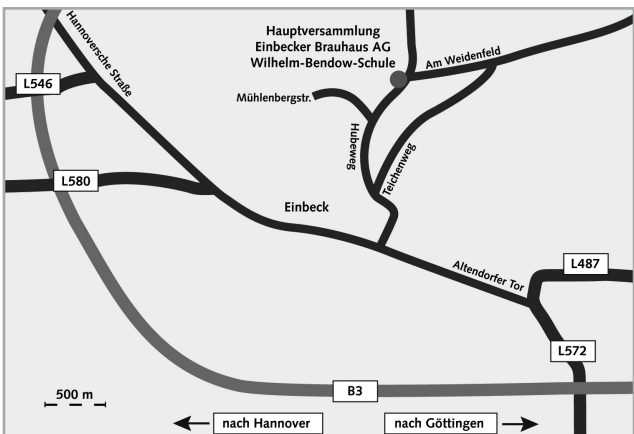 Hannoversche Straße
Hauptversammlung
Einbecker Brauhaus AG
Wilhelm-Bendow-Schule
Am Weidenfeld
L546
Mühlenbergstr.
Hubeweg
Teichenweg
L580
Einbeck
Altendorfer Tor
L487
L572
B3
500 m
nach Hannover
nach Göttingen